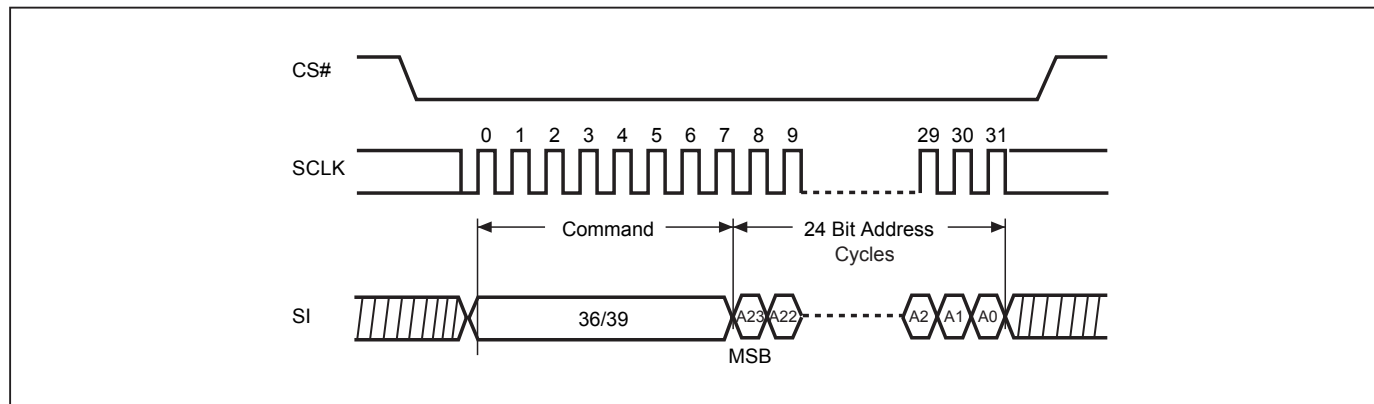 CS#
0 1 2 3 4 5 6 7 8 9 29 30 31
SCLK
Command
24 Bit Address
Cycles
SI
36/39
A23 A22 A2 A1 A0
MSB